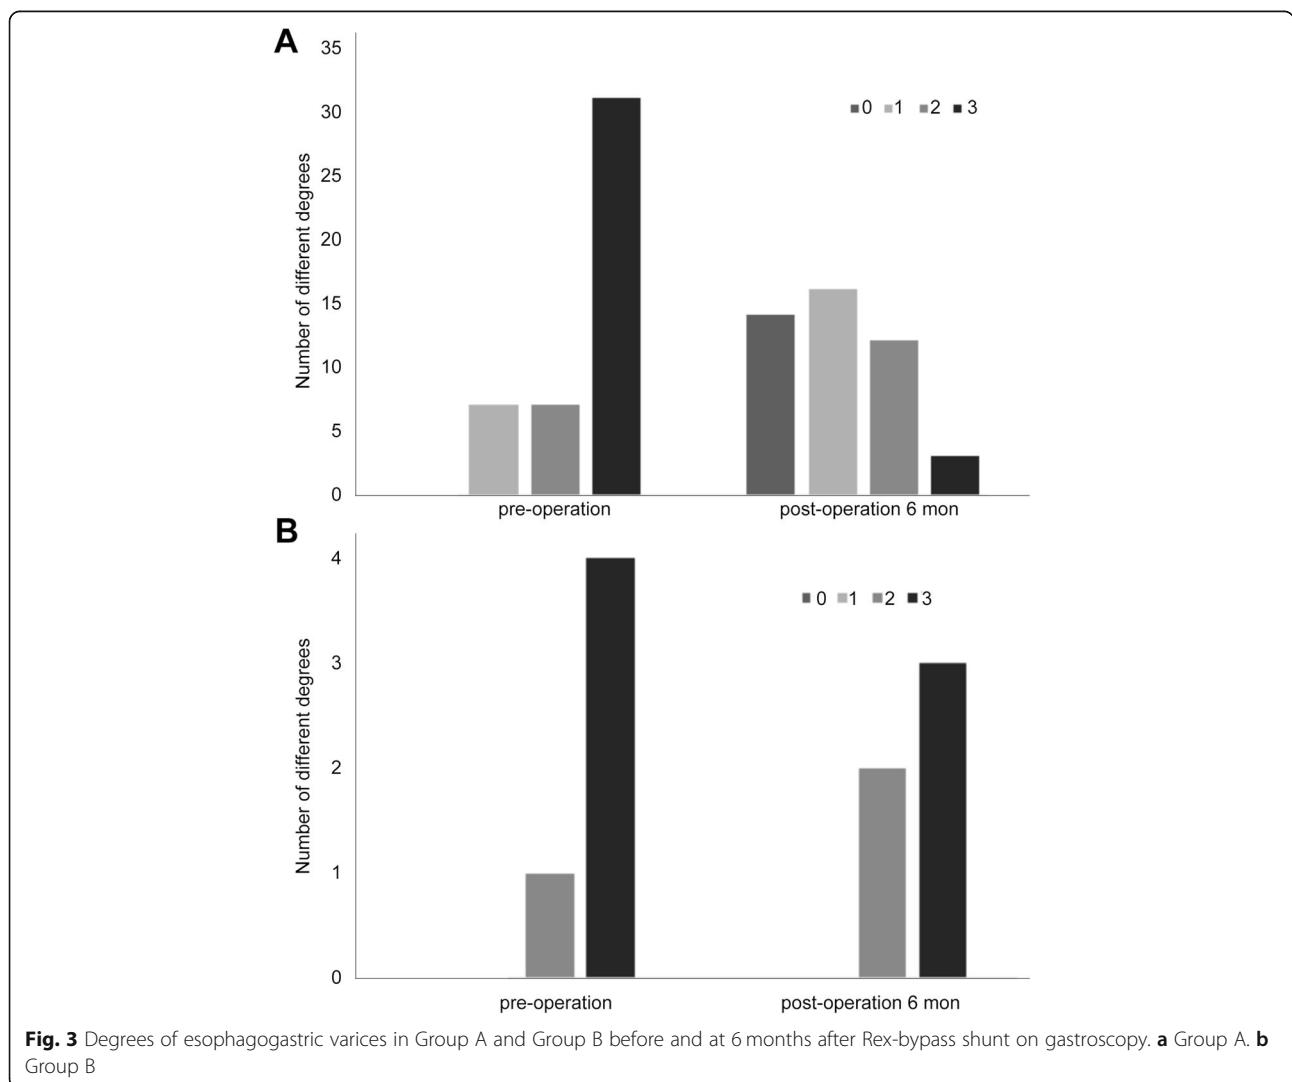 A
35
30
25
20
15
10
5
0
Number of different degrees
0 1 2 3
pre-operation post-operation 6 mon
B
4
3
2
1
0
Number of different degrees
0 1 2 3
pre-operation post-operation 6 mon
Fig. 3 Degrees of esophagogastric varices in Group A and Group B before and at 6 months after Rex-bypass shunt on gastroscopy. a Group A. b
Group B